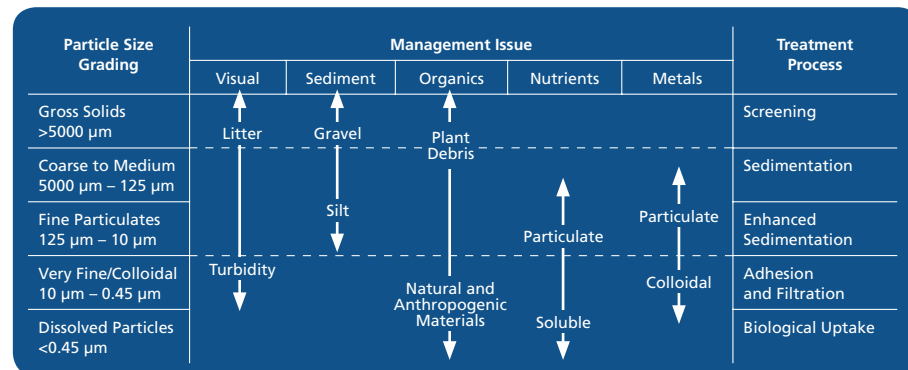 Particle Size
Grading
Management Issue
Treatment
Process
Visual
Sediment
Organics
Nutrients
Metals
Gross Solids
>5000 µm
Litter
Gravel
Plant
Debris
Screening
Coarse to Medium
5000 µm – 125 µm
Sedimentation
Fine Particulates
125 µm – 10 µm
Silt
Particulate
Particulate
Enhanced
Sedimentation
Very Fine/Colloidal
10 µm – 0.45 µm
Turbidity
Natural and
Anthropogenic
Materials
Colloidal
Adhesion
and Filtration
Dissolved Particles
<0.45 µm
Soluble
Biological Uptake